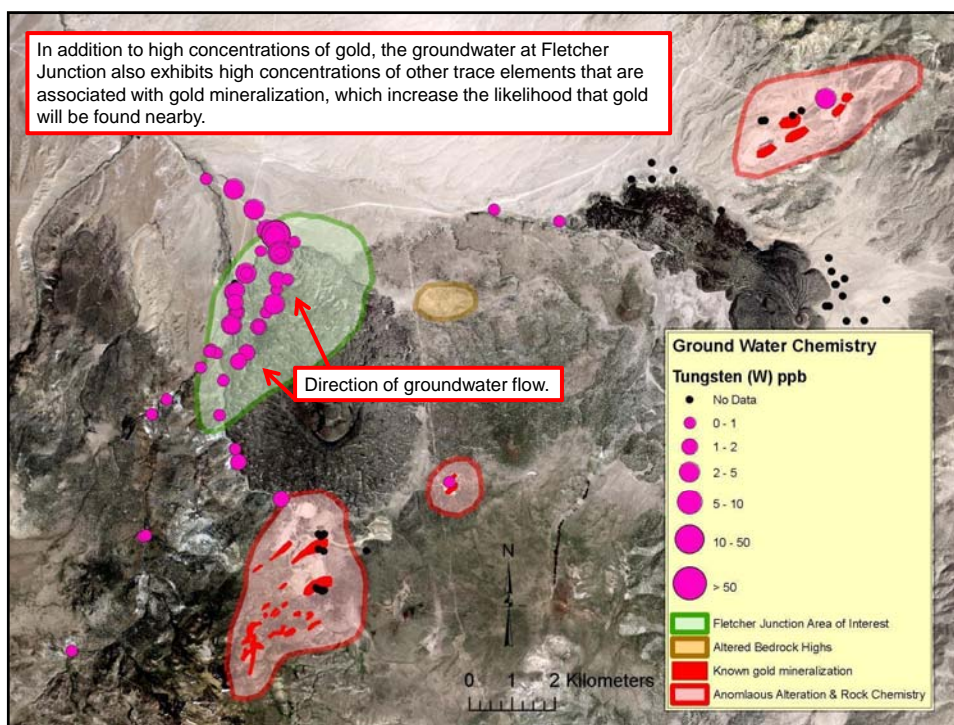 In addition to high concentrations of gold, the groundwater at Fletcher
Junction also exhibits high concentrations of other trace elements that are
associated with gold mineralization, which increase the likelihood that gold
will be found nearby.
Direction of groundwater flow.
N
0 1 2 Kilometers
Ground Water Chemistry
Tungsten (W) ppb
No Data
0 - 1
1 - 2
2 - 5
5 - 10
10 - 50
> 50
Fletcher Junction Area of Interest
Altered Bedrock Highs
Known gold mineralization
Anomlaous Alteration & Rock Chemistry